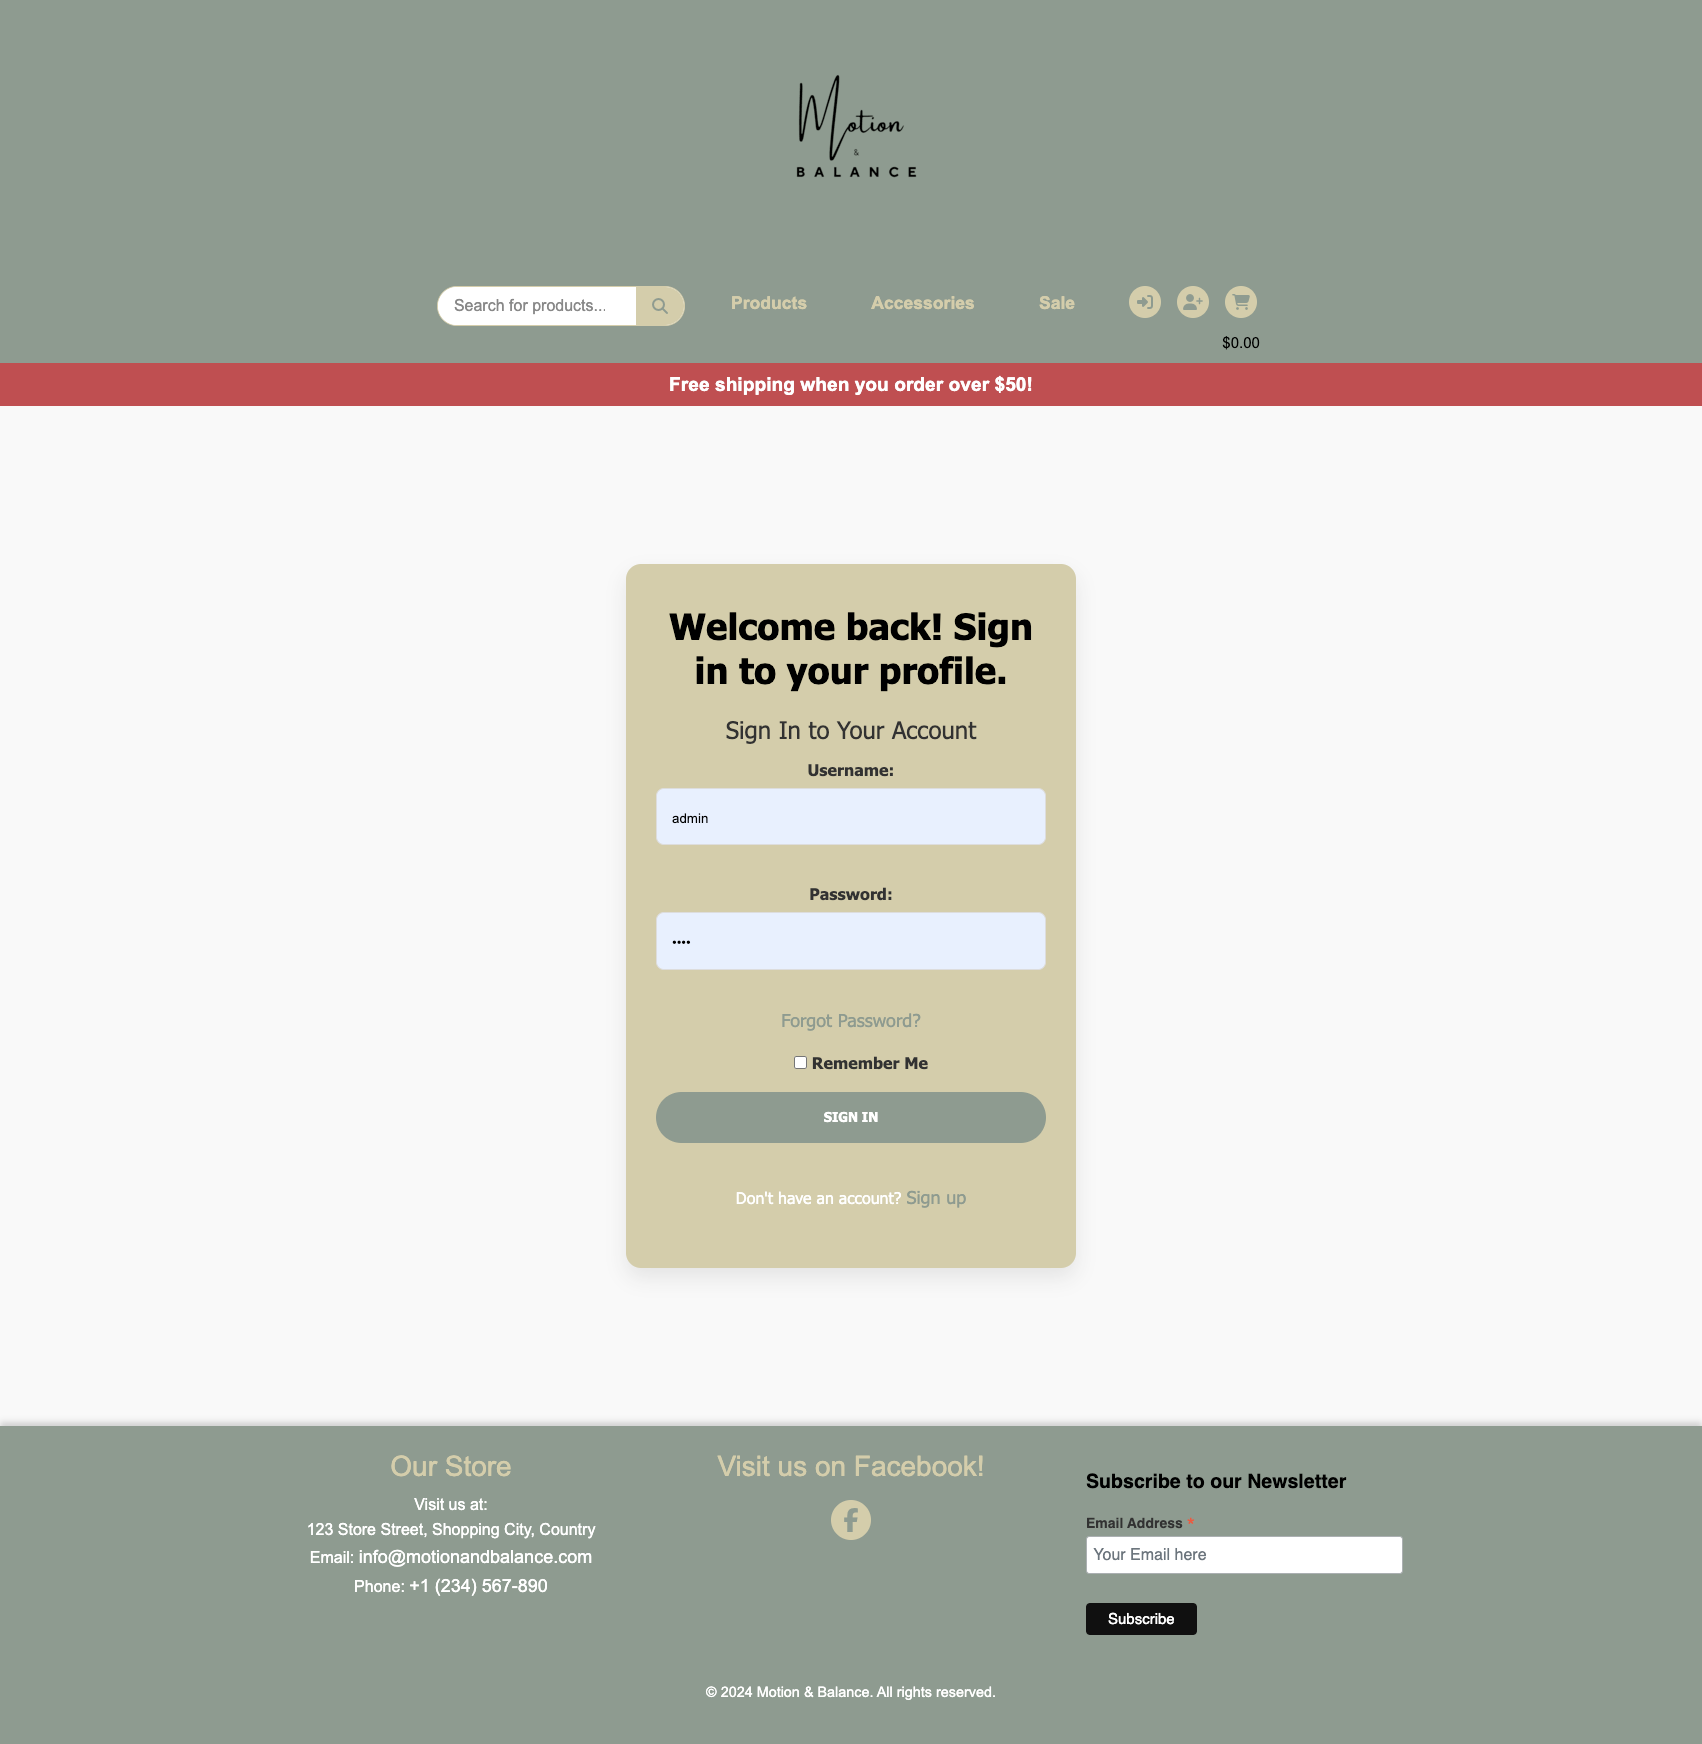 Motion
&
BALANCE
Search for products...
Products
Accessories
Sale
$0.00
Free shipping when you order over $50!
Welcome back! Sign
in to your profile.
Sign In to Your Account
Username:
admin
Password:
••••
Forgot Password?
Remember Me
SIGN IN
Don't have an account? Sign up
Our Store
Visit us at:
123 Store Street, Shopping City, Country
Email: info@motionandbalance.com
Phone: +1 (234) 567-890
Visit us on Facebook!
Subscribe to our Newsletter
Email Address *
Your Email here
Subscribe
© 2024 Motion & Balance. All rights reserved.